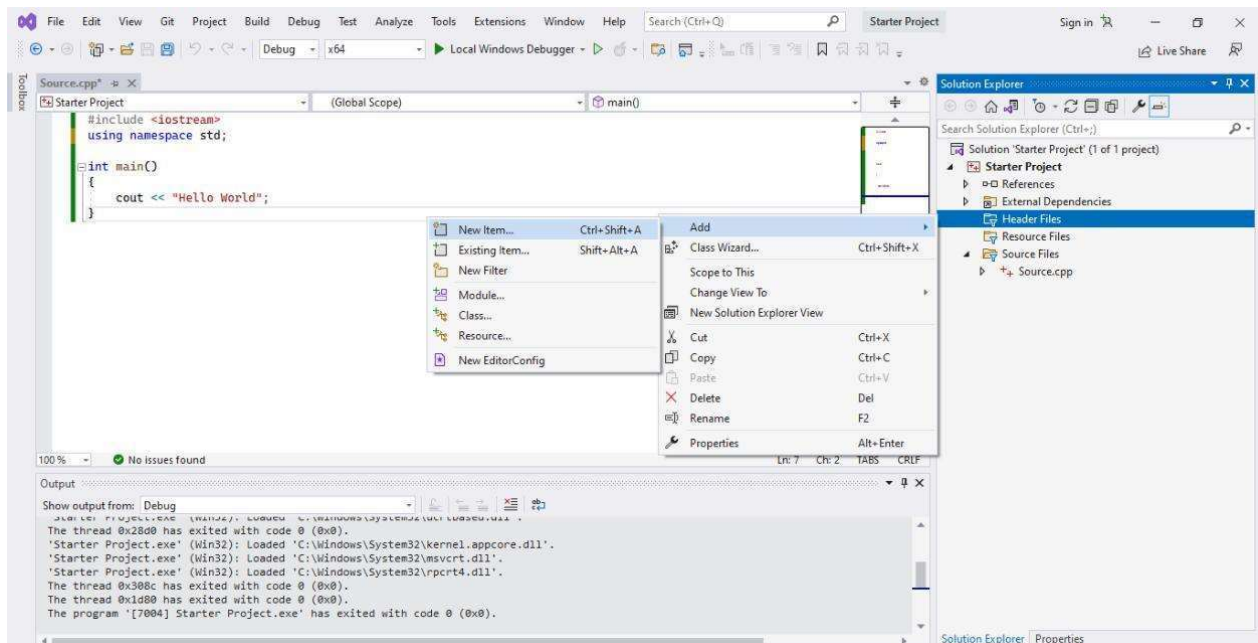 File Edit View Git Project Build Debug Test Analyze Tools Extensions Window Help Search (Ctrl+Q) Starter Project Sign in
Debug x64 Local Windows Debugger Live Share
Toolbox
Source.cpp*
Starter Project (Global Scope) main()
#include <iostream>
using namespace std;
int main()
{
cout << "Hello World";
}
New Item... Ctrl+Shift+A
Existing Item... Shift+Alt+A
New Filter
Module...
Class...
Resource...
New EditorConfig
Add
Class Wizard... Ctrl+Shift+X
Scope to This
Change View To
New Solution Explorer View
Cut Ctrl+X
Copy Ctrl+C
Paste Ctrl+V
Delete Del
Rename F2
Properties Alt+Enter
100 % No issues found Ln: 7 Ch: 2 TABS CRLF
Output
Show output from: Debug
'Starter Project.exe' (Win32): Loaded 'C:\Windows\System32\ucrtbased.dll'.
The thread 0x28d0 has exited with code 0 (0x0).
'Starter Project.exe' (Win32): Loaded 'C:\Windows\System32\kernel.appcore.dll'.
'Starter Project.exe' (Win32): Loaded 'C:\Windows\System32\msvcrt.dll'.
'Starter Project.exe' (Win32): Loaded 'C:\Windows\System32\rpcrt4.dll'.
The thread 0x308c has exited with code 0 (0x0).
The thread 0x1d80 has exited with code 0 (0x0).
The program '[7004] Starter Project.exe' has exited with code 0 (0x0).
Solution Explorer
Search Solution Explorer (Ctrl+;)
Solution 'Starter Project' (1 of 1 project)
Starter Project
References
External Dependencies
Header Files
Resource Files
Source Files
Source.cpp
Solution Explorer Properties